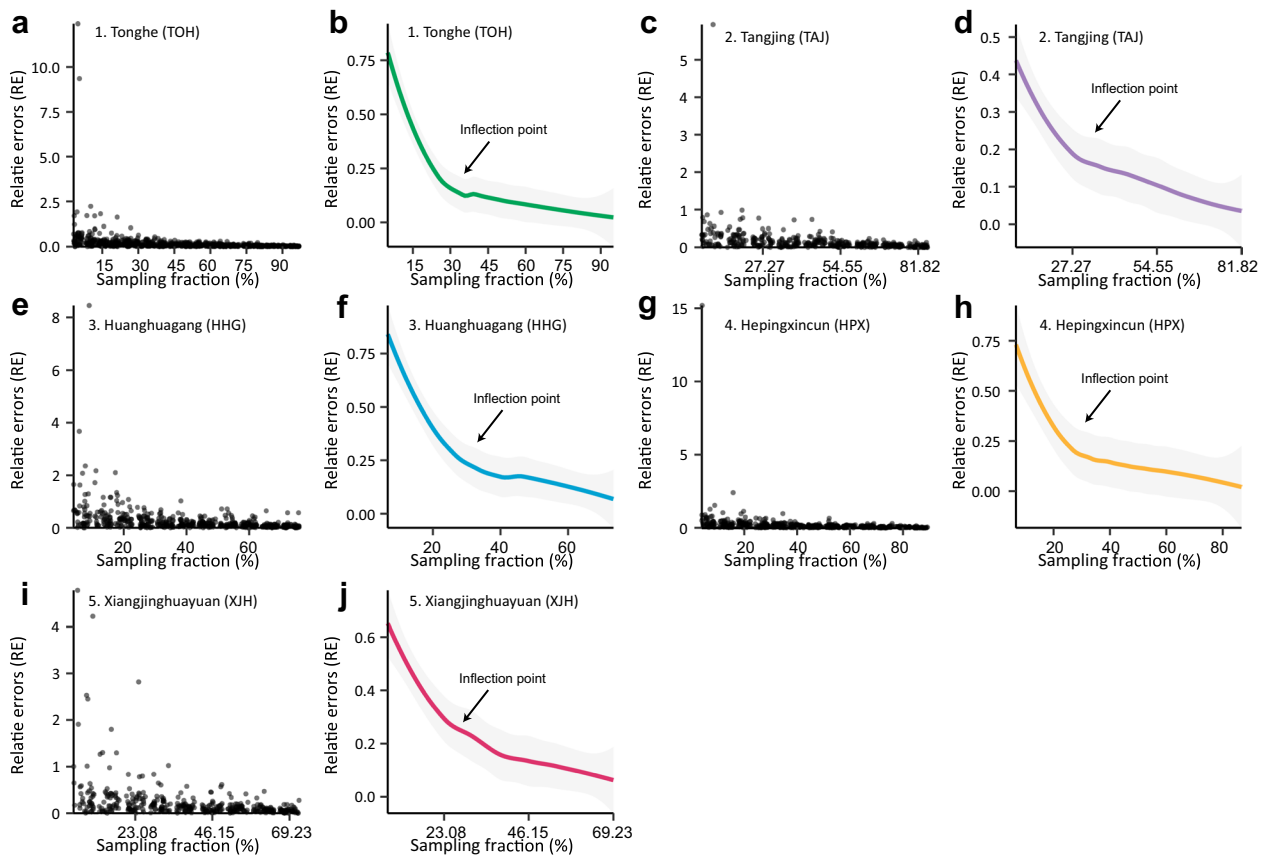 a
1. Tonghe (TOH)
Relatie errors (RE)
10.0
7.5
5.0
2.5
0.0
15 30 45 60 75 90
Sampling fraction (%)
b
1. Tonghe (TOH)
Relatie errors (RE)
0.75
0.50
0.25
0.00
Inflection point
15 30 45 60 75 90
Sampling fraction (%)
c
2. Tangjing (TAJ)
Relatie errors (RE)
5
4
3
2
1
0
27.27 54.55 81.82
Sampling fraction (%)
d
2. Tangjing (TAJ)
Relatie errors (RE)
0.5
0.4
0.3
0.2
0.1
0.0
Inflection point
27.27 54.55 81.82
Sampling fraction (%)
e
3. Huanghuagang (HHG)
Relatie errors (RE)
8
6
4
2
0
20 40 60
Sampling fraction (%)
f
3. Huanghuagang (HHG)
Relatie errors (RE)
0.75
0.50
0.25
0.00
Inflection point
20 40 60
Sampling fraction (%)
g
4. Hepingxincun (HPX)
Relatie errors (RE)
15
10
5
0
20 40 60 80
Sampling fraction (%)
h
4. Hepingxincun (HPX)
Relatie errors (RE)
0.75
0.50
0.25
0.00
Inflection point
20 40 60 80
Sampling fraction (%)
i
5. Xiangjinghuayuan (XJH)
Relatie errors (RE)
4
3
2
1
0
23.08 46.15 69.23
Sampling fraction (%)
j
5. Xiangjinghuayuan (XJH)
Relatie errors (RE)
0.6
0.4
0.2
0.0
Inflection point
23.08 46.15 69.23
Sampling fraction (%)